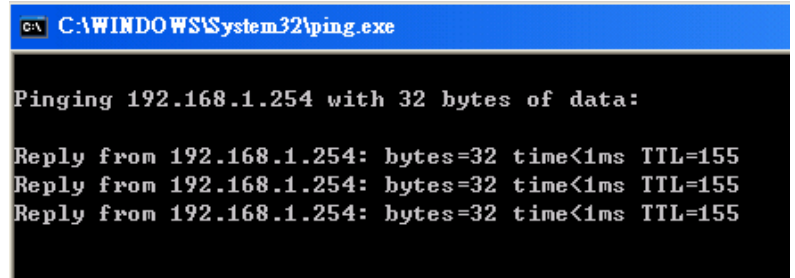 C:\WINDOWS\System32\ping.exe
Pinging 192.168.1.254 with 32 bytes of data:
Reply from 192.168.1.254: bytes=32 time<1ms TTL=155
Reply from 192.168.1.254: bytes=32 time<1ms TTL=155
Reply from 192.168.1.254: bytes=32 time<1ms TTL=155